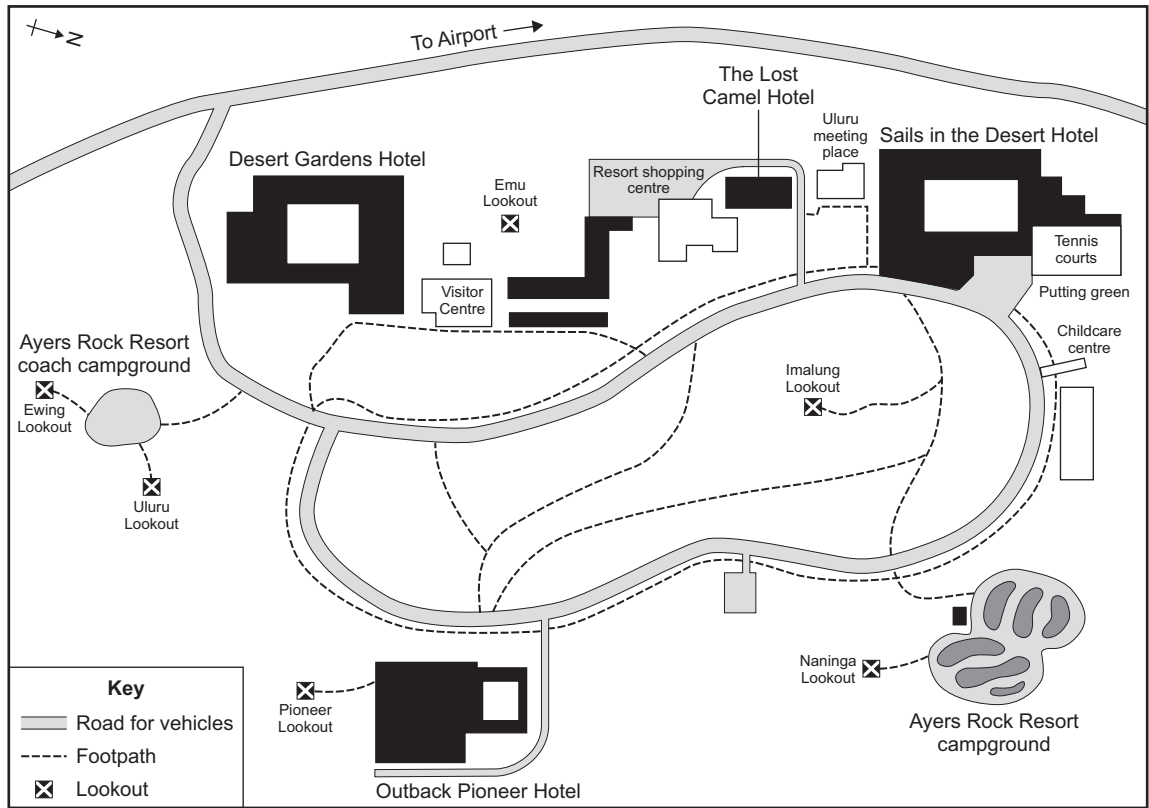 N
To Airport
The Lost
Camel Hotel
Uluru
meeting
place
Sails in the Desert Hotel
Desert Gardens Hotel
Resort shopping
centre
Emu
Lookout
Tennis
courts
Visitor
Centre
Putting green
Ayers Rock Resort
coach campground
Childcare
centre
Imalung
Lookout
Ewing
Lookout
Uluru
Lookout
Naninga
Lookout
Key
Road for vehicles
Footpath
Lookout
Pioneer
Lookout
Ayers Rock Resort
campground
Outback Pioneer Hotel